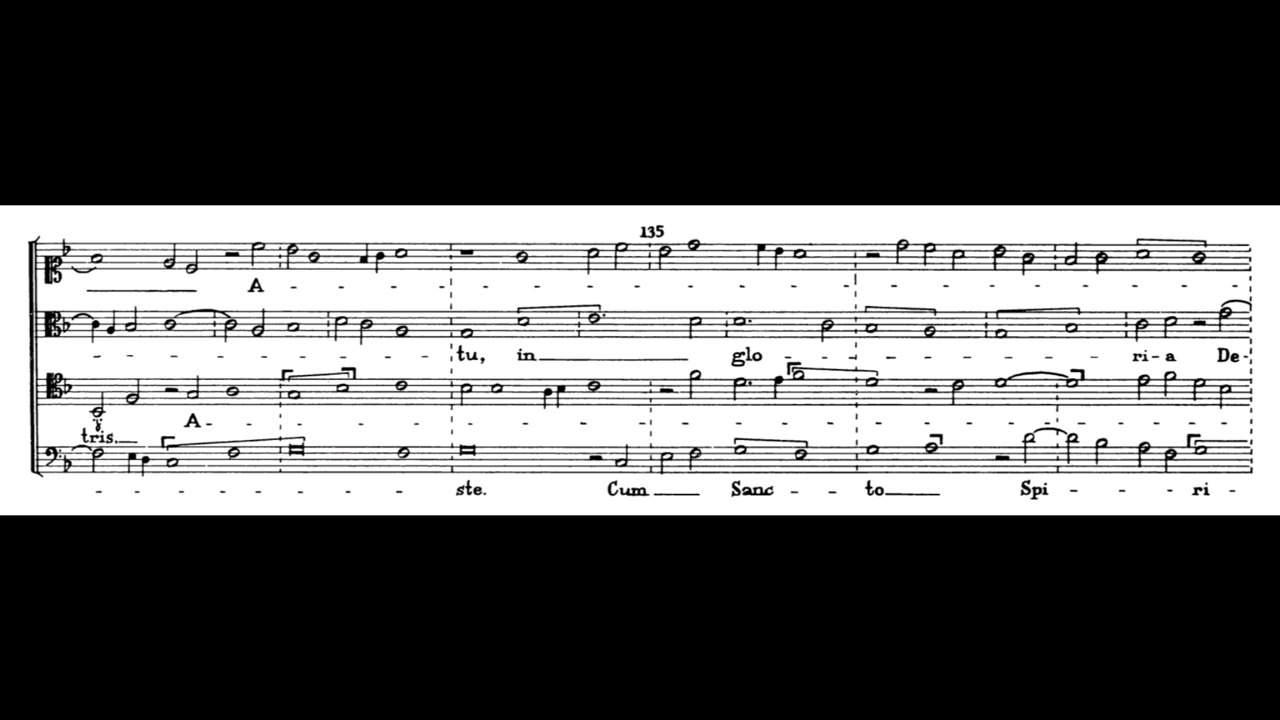 135
A - - - - - - - - - - - - - - - - - - -
- - - - - - - tu, in glo - - - - - - ri - a De -
A - - - - - - - - - - - - - - - - - - -
tris.
- - - - - - ste. Cum Sanc - - to Spi - - - ri -